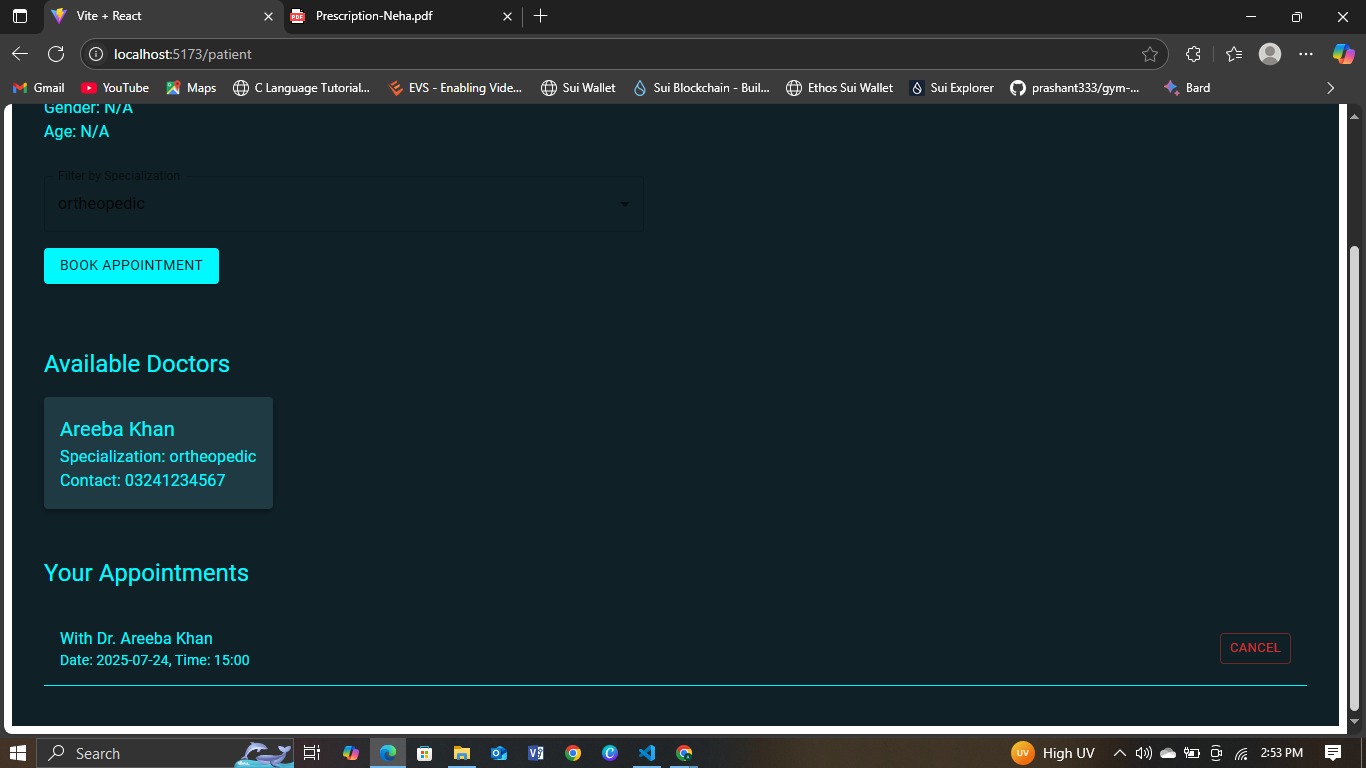 Vite + React
Prescription-Neha.pdf
localhost:5173/patient
Gmail
YouTube
Maps
C Language Tutorial...
EVS - Enabling Vide...
Sui Wallet
Sui Blockchain - Buil...
Ethos Sui Wallet
Sui Explorer
prashant333/gym-...
Bard
Gender: N/A
Age: N/A
Filter by Specialization
ortheopedic
BOOK APPOINTMENT
Available Doctors
Areeba Khan
Specialization: ortheopedic
Contact: 03241234567
Your Appointments
With Dr. Areeba Khan
Date: 2025-07-24, Time: 15:00
CANCEL
Search
UV
High UV
2:53 PM